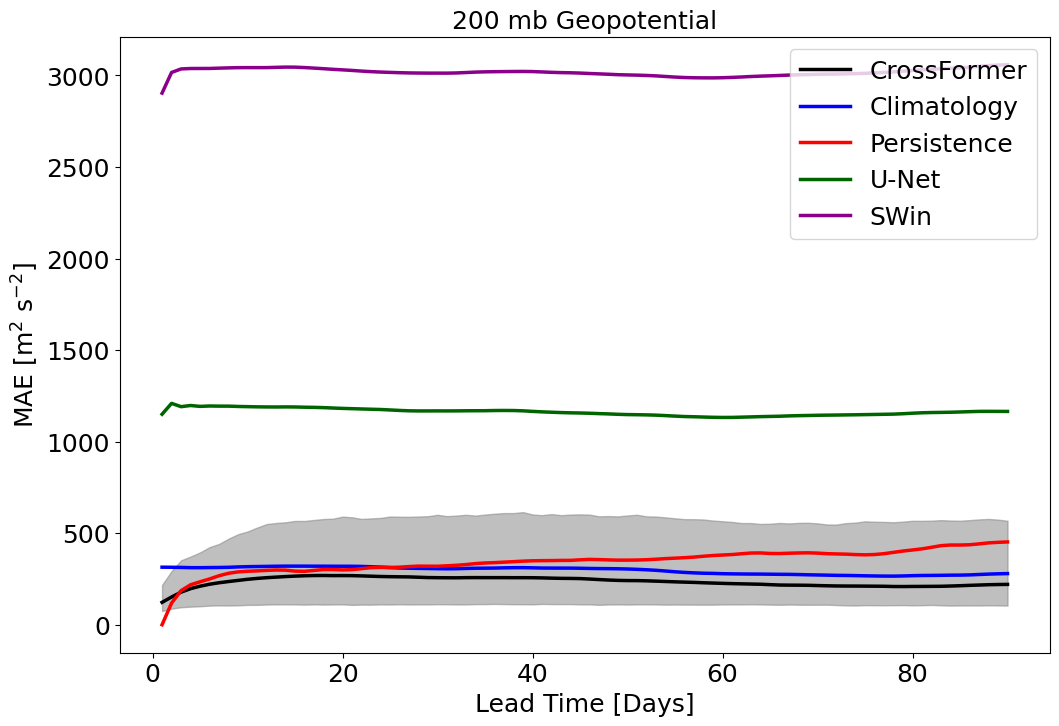 200 mb Geopotential
3000
2500
2000
1500
1000
500
0
MAE [m² s⁻²]
CrossFormer
Climatology
Persistence
U-Net
SWin
0 20 40 60 80
Lead Time [Days]